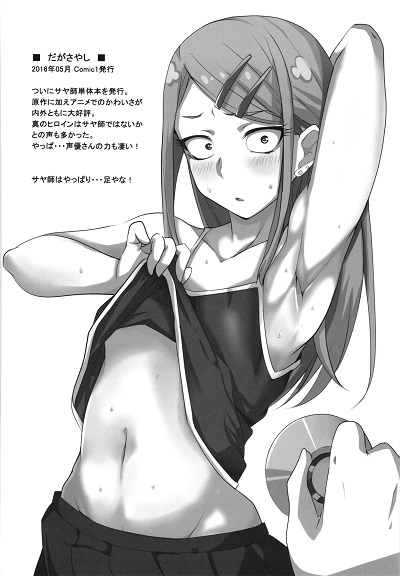 ■ だがさやし ■
2016年05月 Comic1発行
ついにサヤ師単体本を発行。
原作に加えアニメでのかわいさが
内外ともに大好評。
真のヒロインはサヤ師ではないか
との声も多かった。
やっぱ・・・声優さんの力も凄い！
サヤ師はやっぱり・・・足やな！